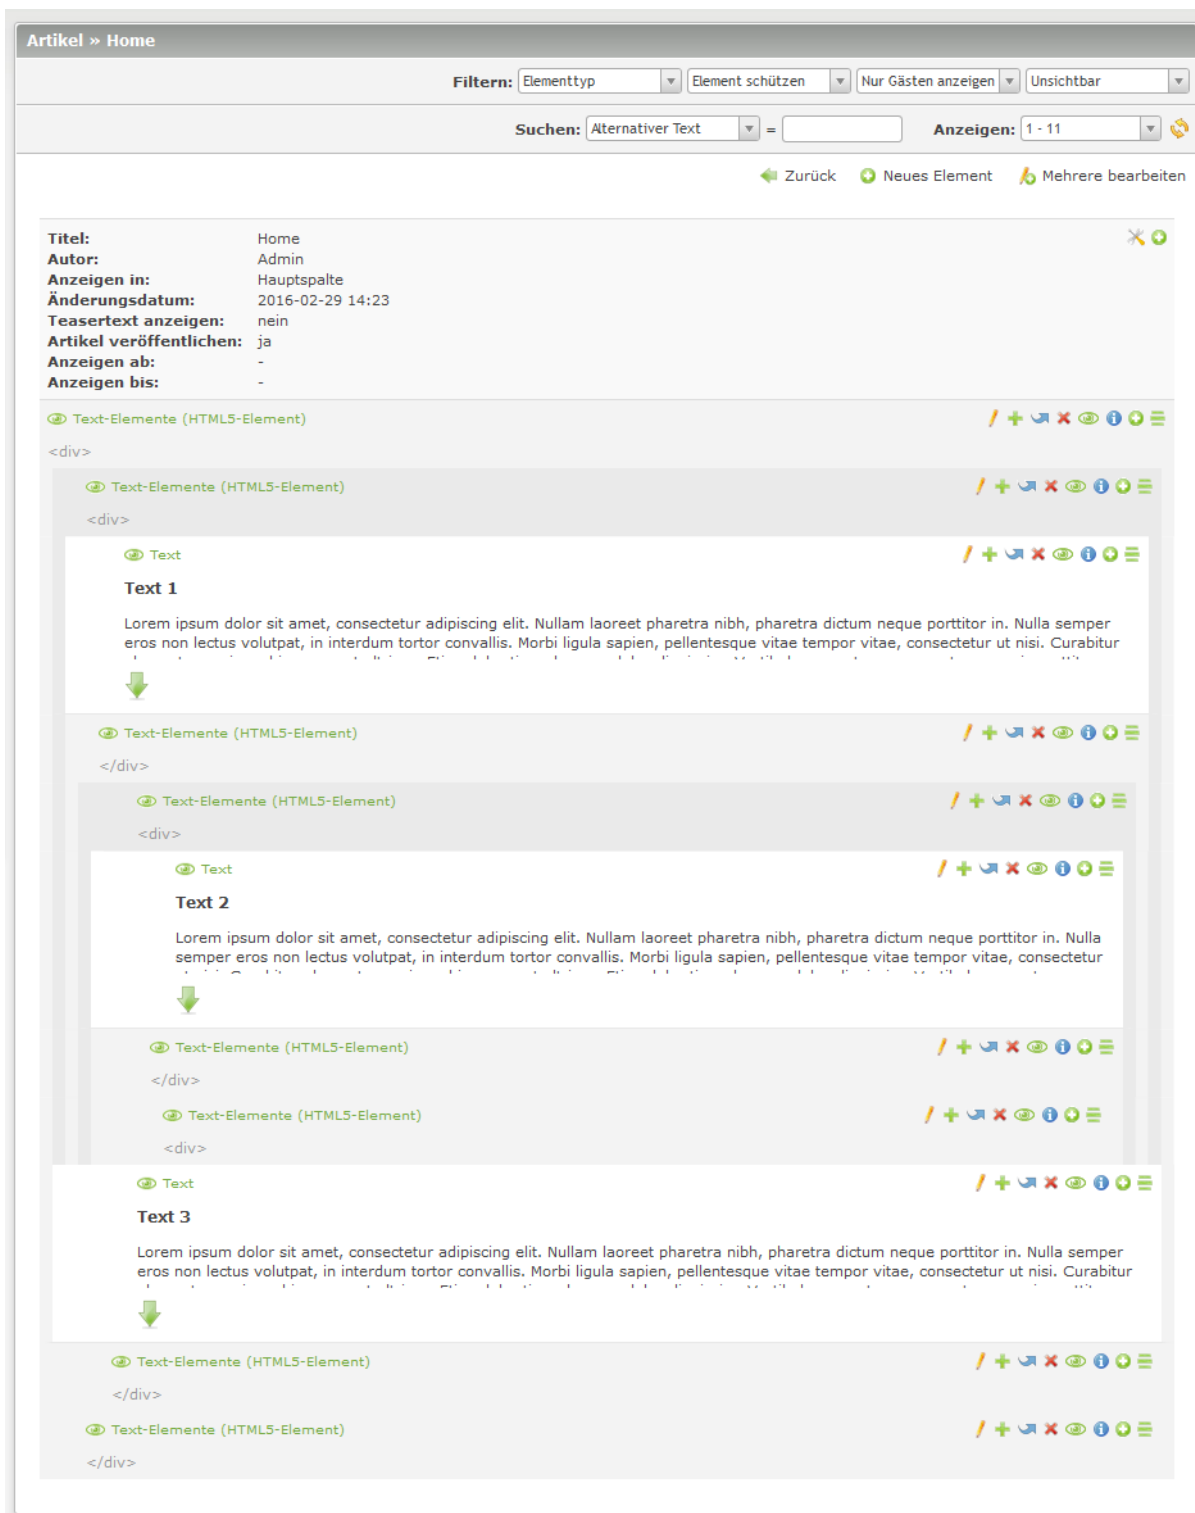 Artikel » Home
Filtern: Elementtyp Element schützen Nur Gästen anzeigen Unsichtbar
Suchen: Alternativer Text = Anzeigen: 1 - 11
Zurück Neues Element Mehrere bearbeiten
Titel: Home
Autor: Admin
Anzeigen in: Hauptspalte
Änderungsdatum: 2016-02-29 14:23
Teasertext anzeigen: nein
Artikel veröffentlichen: ja
Anzeigen ab: -
Anzeigen bis: -
Text-Elemente (HTML5-Element)
<div>
Text-Elemente (HTML5-Element)
<div>
Text
Text 1
Lorem ipsum dolor sit amet, consectetur adipiscing elit. Nullam laoreet pharetra nibh, pharetra dictum neque porttitor in. Nulla semper
eros non lectus volutpat, in interdum tortor convallis. Morbi ligula sapien, pellentesque vitae tempor vitae, consectetur ut nisi. Curabitur
Text-Elemente (HTML5-Element)
</div>
Text-Elemente (HTML5-Element)
<div>
Text
Text 2
Lorem ipsum dolor sit amet, consectetur adipiscing elit. Nullam laoreet pharetra nibh, pharetra dictum neque porttitor in. Nulla
semper eros non lectus volutpat, in interdum tortor convallis. Morbi ligula sapien, pellentesque vitae tempor vitae, consectetur
Text-Elemente (HTML5-Element)
</div>
Text-Elemente (HTML5-Element)
<div>
Text
Text 3
Lorem ipsum dolor sit amet, consectetur adipiscing elit. Nullam laoreet pharetra nibh, pharetra dictum neque porttitor in. Nulla semper
eros non lectus volutpat, in interdum tortor convallis. Morbi ligula sapien, pellentesque vitae tempor vitae, consectetur ut nisi. Curabitur
Text-Elemente (HTML5-Element)
</div>
Text-Elemente (HTML5-Element)
</div>